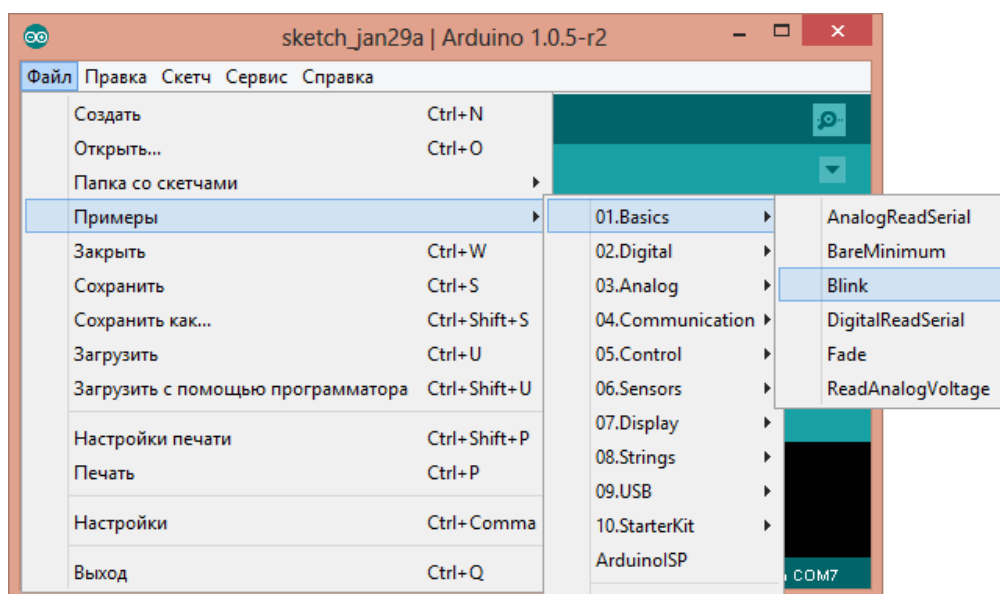 sketch_jan29a | Arduino 1.0.5-r2
Файл Правка Скетч Сервис Справка
Создать Ctrl+N
Открыть... Ctrl+O
Папка со скетчами
Примеры
Закрыть Ctrl+W
Сохранить Ctrl+S
Сохранить как... Ctrl+Shift+S
Загрузить Ctrl+U
Загрузить с помощью программатора Ctrl+Shift+U
Настройки печати Ctrl+Shift+P
Печать Ctrl+P
Настройки Ctrl+Comma
Выход Ctrl+Q
01.Basics
02.Digital
03.Analog
04.Communication
05.Control
06.Sensors
07.Display
08.Strings
09.USB
10.StarterKit
ArduinoISP
AnalogReadSerial
BareMinimum
Blink
DigitalReadSerial
Fade
ReadAnalogVoltage
COM7